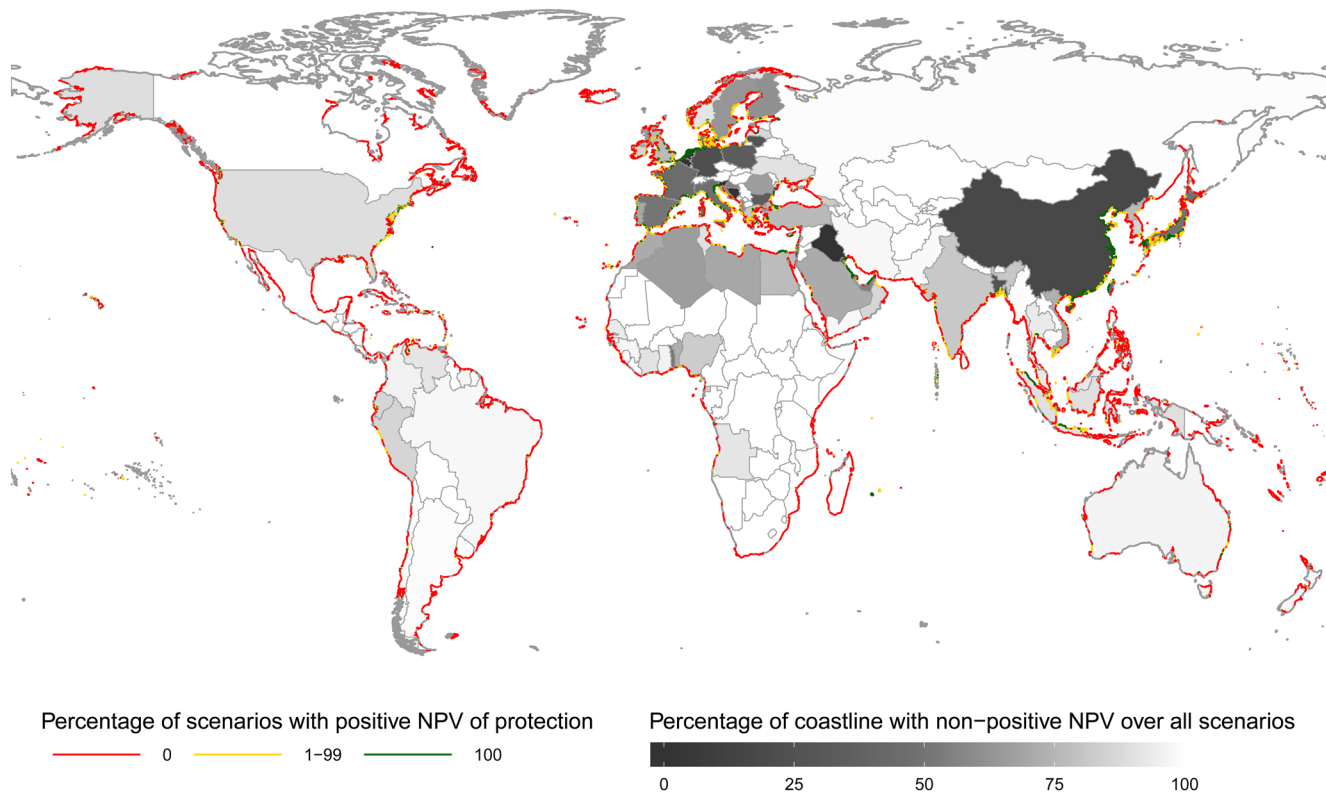 Percentage of scenarios with positive NPV of protection
0 1−99 100
Percentage of coastline with non−positive NPV over all scenarios
0 25 50 75 100